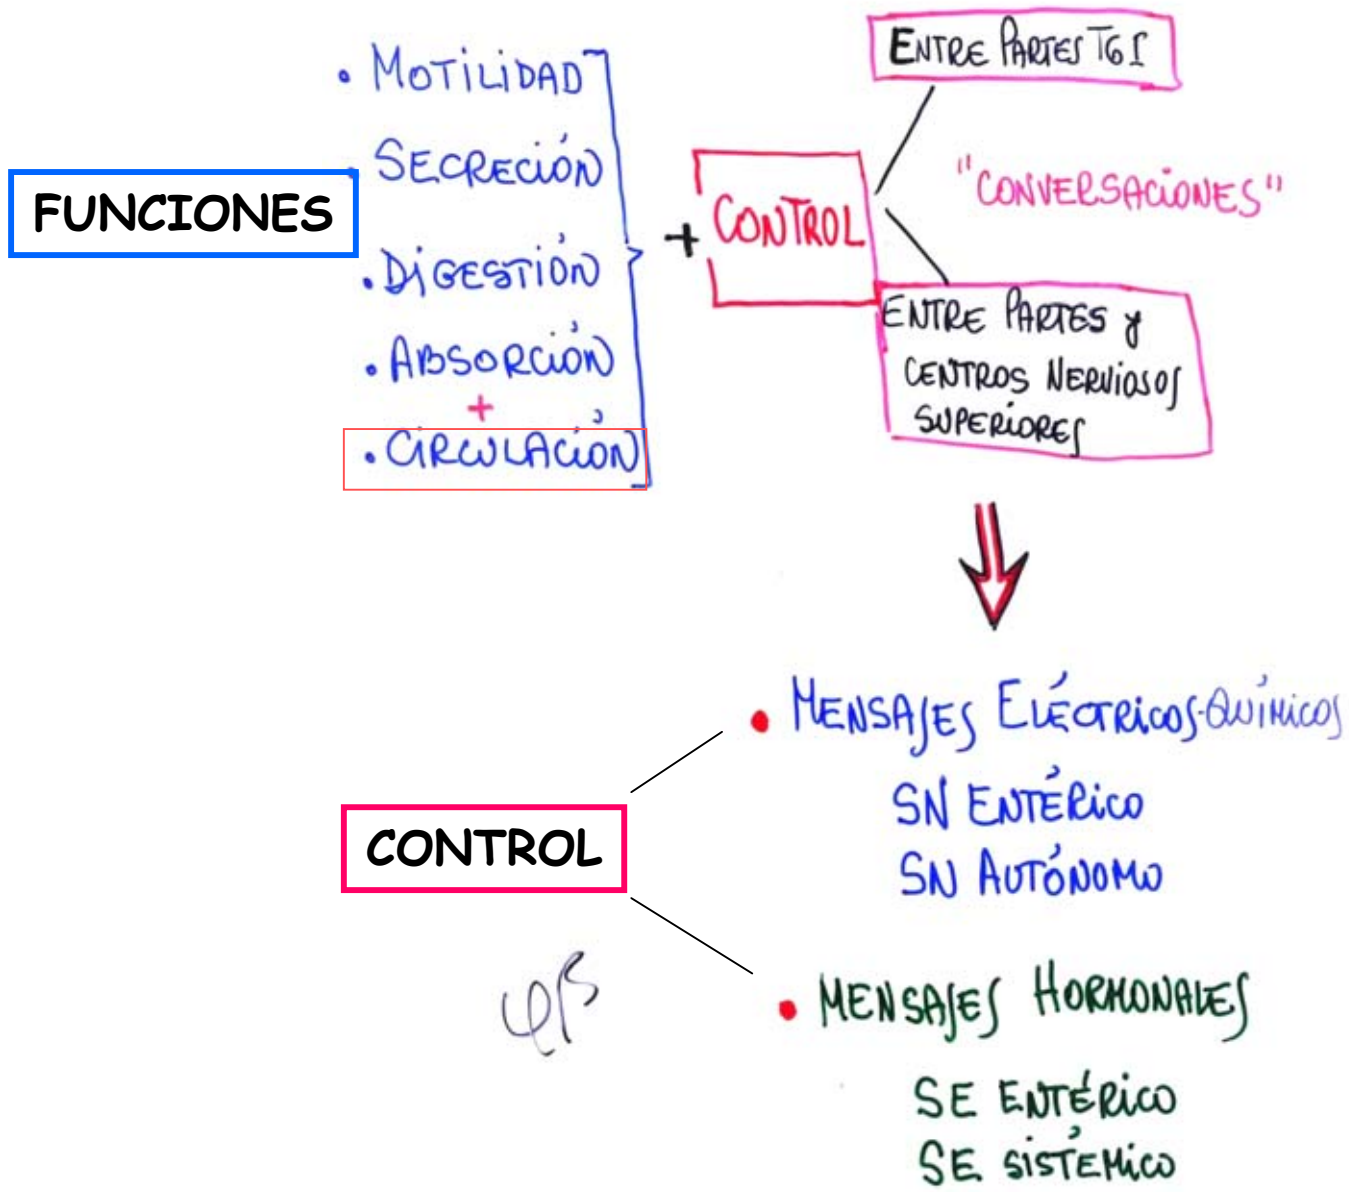 FUNCIONES
• MOTILIDAD
• SECRECIÓN
• DIGESTIÓN
• ABSORCIÓN
+
• CIRCULACIÓN
+ CONTROL
ENTRE PARTES TGI
"CONVERSACIONES"
ENTRE PARTES Y
CENTROS NERVIOSOS
SUPERIORES
CONTROL
• MENSAJES ELÉCTRICOS-QUÍMICOS
SN ENTÉRICO
SN AUTÓNOMO
• MENSAJES HORMONALES
SE ENTÉRICO
SE SISTÉMICO